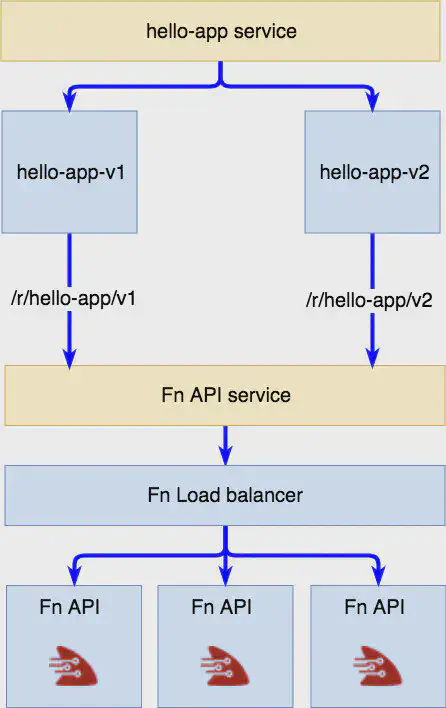 hello-app service
hello-app-v1
hello-app-v2
/r/hello-app/v1
/r/hello-app/v2
Fn API service
Fn Load balancer
Fn API
Fn API
Fn API